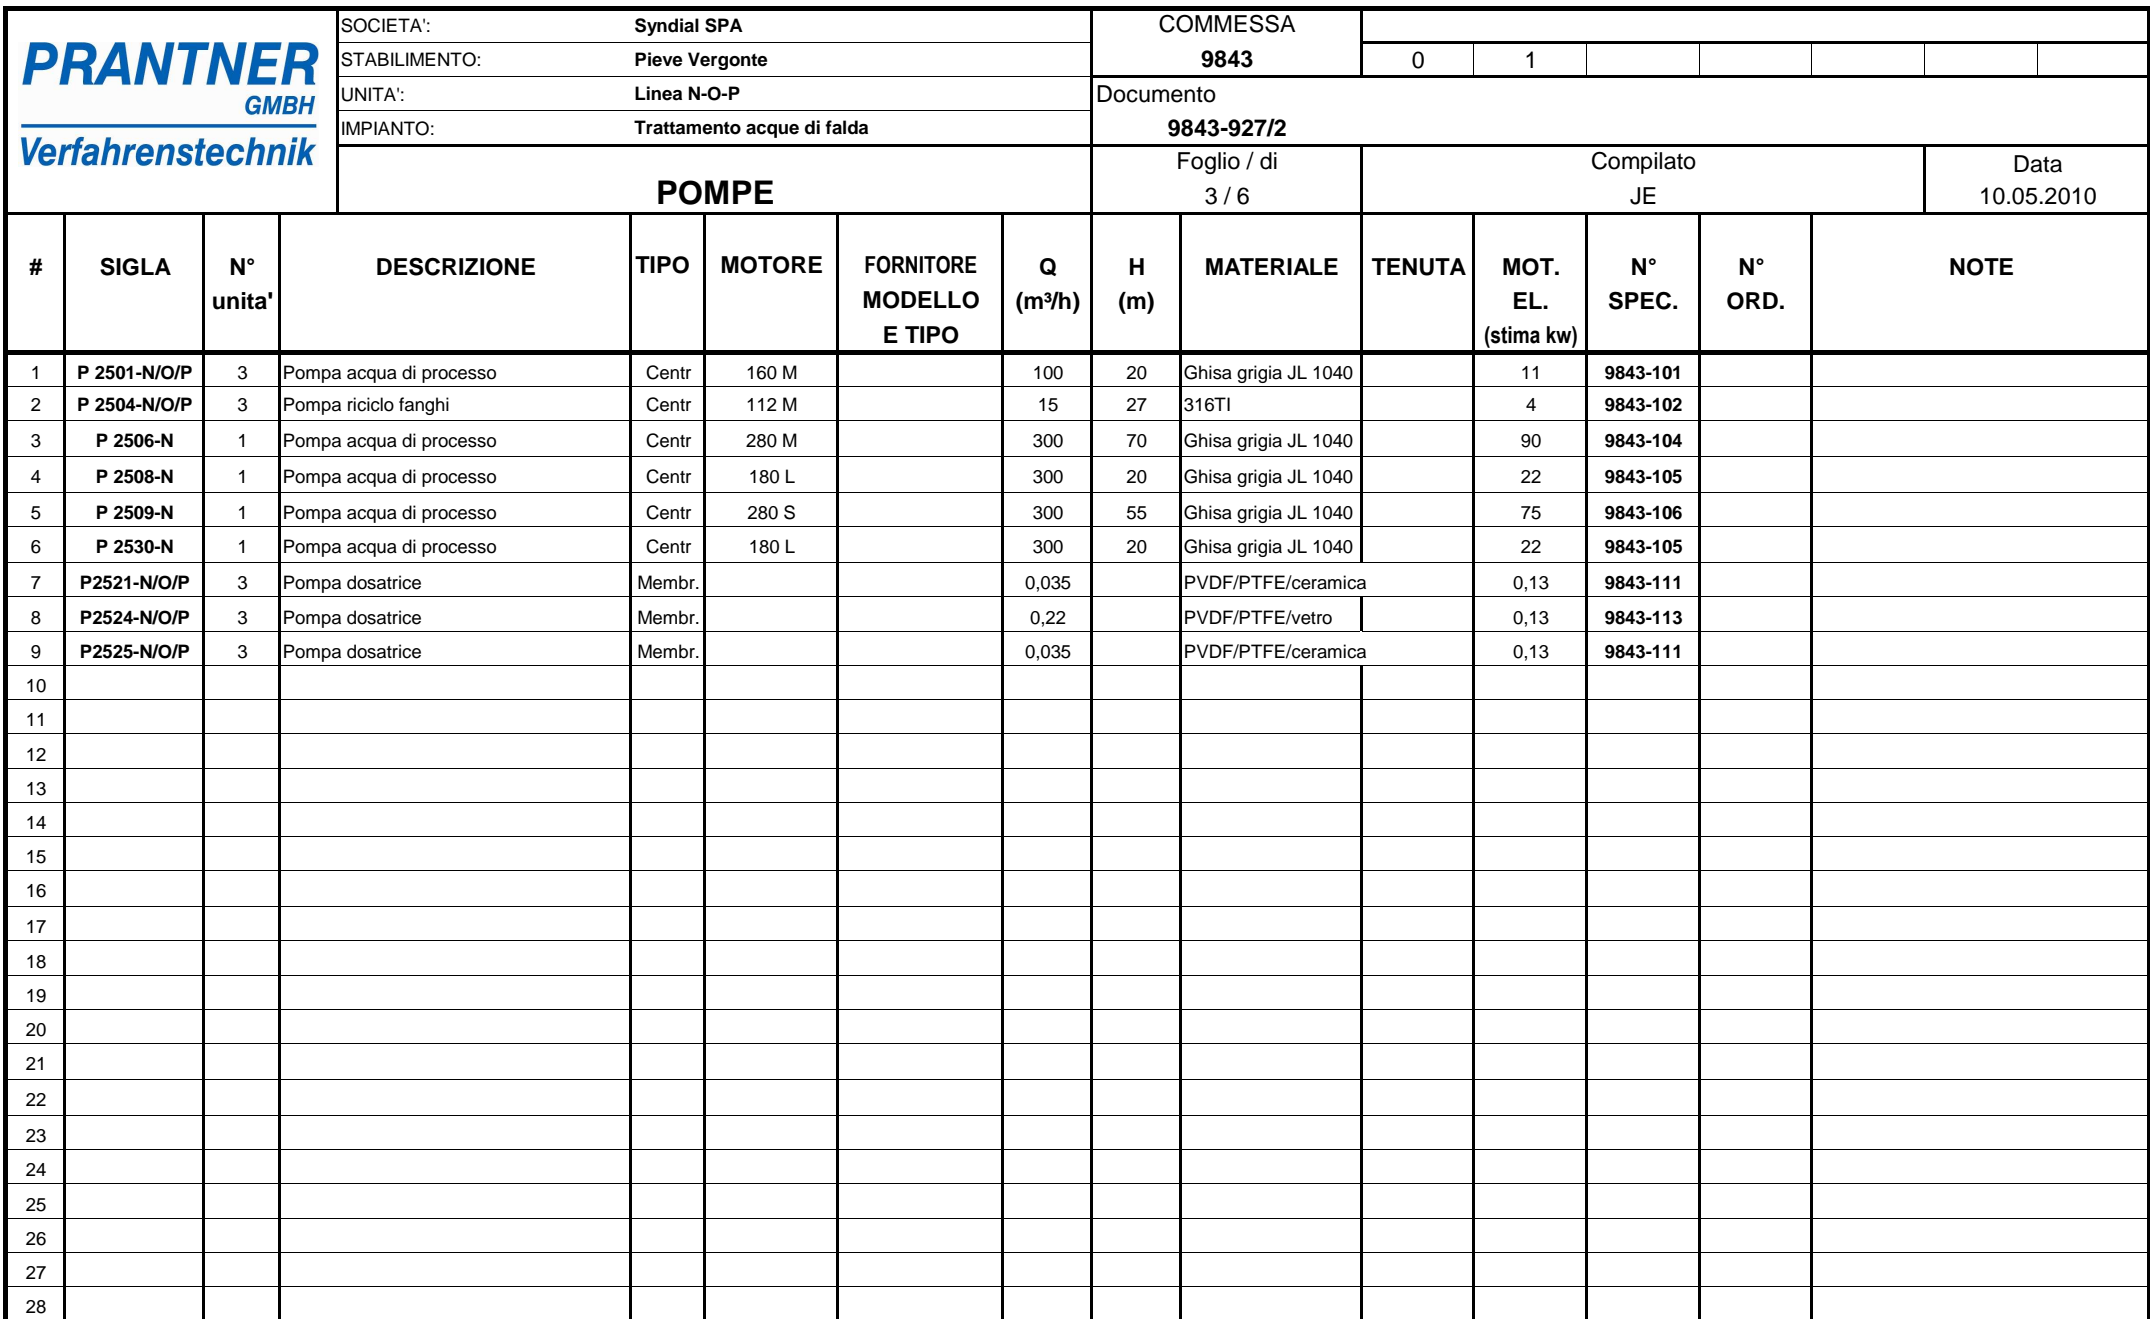 PRANTNER
GMBH
Verfahrenstechnik
SOCIETA': Syndial SPA
STABILIMENTO: Pieve Vergonte
UNITA': Linea N-O-P
IMPIANTO: Trattamento acque di falda
POMPE
COMMESSA
9843
0 1
Documento
9843-927/2
Foglio / di
3 / 6
Compilato
JE
Data
10.05.2010
# SIGLA N° unita' DESCRIZIONE TIPO MOTORE FORNITORE MODELLO E TIPO Q (m³/h) H (m) MATERIALE TENUTA MOT. EL. (stima kw) N° SPEC. N° ORD. NOTE
1 P 2501-N/O/P 3 Pompa acqua di processo Centr 160 M 100 20 Ghisa grigia JL 1040 11 9843-101
2 P 2504-N/O/P 3 Pompa riciclo fanghi Centr 112 M 15 27 316TI 4 9843-102
3 P 2506-N 1 Pompa acqua di processo Centr 280 M 300 70 Ghisa grigia JL 1040 90 9843-104
4 P 2508-N 1 Pompa acqua di processo Centr 180 L 300 20 Ghisa grigia JL 1040 22 9843-105
5 P 2509-N 1 Pompa acqua di processo Centr 280 S 300 55 Ghisa grigia JL 1040 75 9843-106
6 P 2530-N 1 Pompa acqua di processo Centr 180 L 300 20 Ghisa grigia JL 1040 22 9843-105
7 P2521-N/O/P 3 Pompa dosatrice Membr. 0,035 PVDF/PTFE/ceramica 0,13 9843-111
8 P2524-N/O/P 3 Pompa dosatrice Membr. 0,22 PVDF/PTFE/vetro 0,13 9843-113
9 P2525-N/O/P 3 Pompa dosatrice Membr. 0,035 PVDF/PTFE/ceramica 0,13 9843-111
10
11
12
13
14
15
16
17
18
19
20
21
22
23
24
25
26
27
28